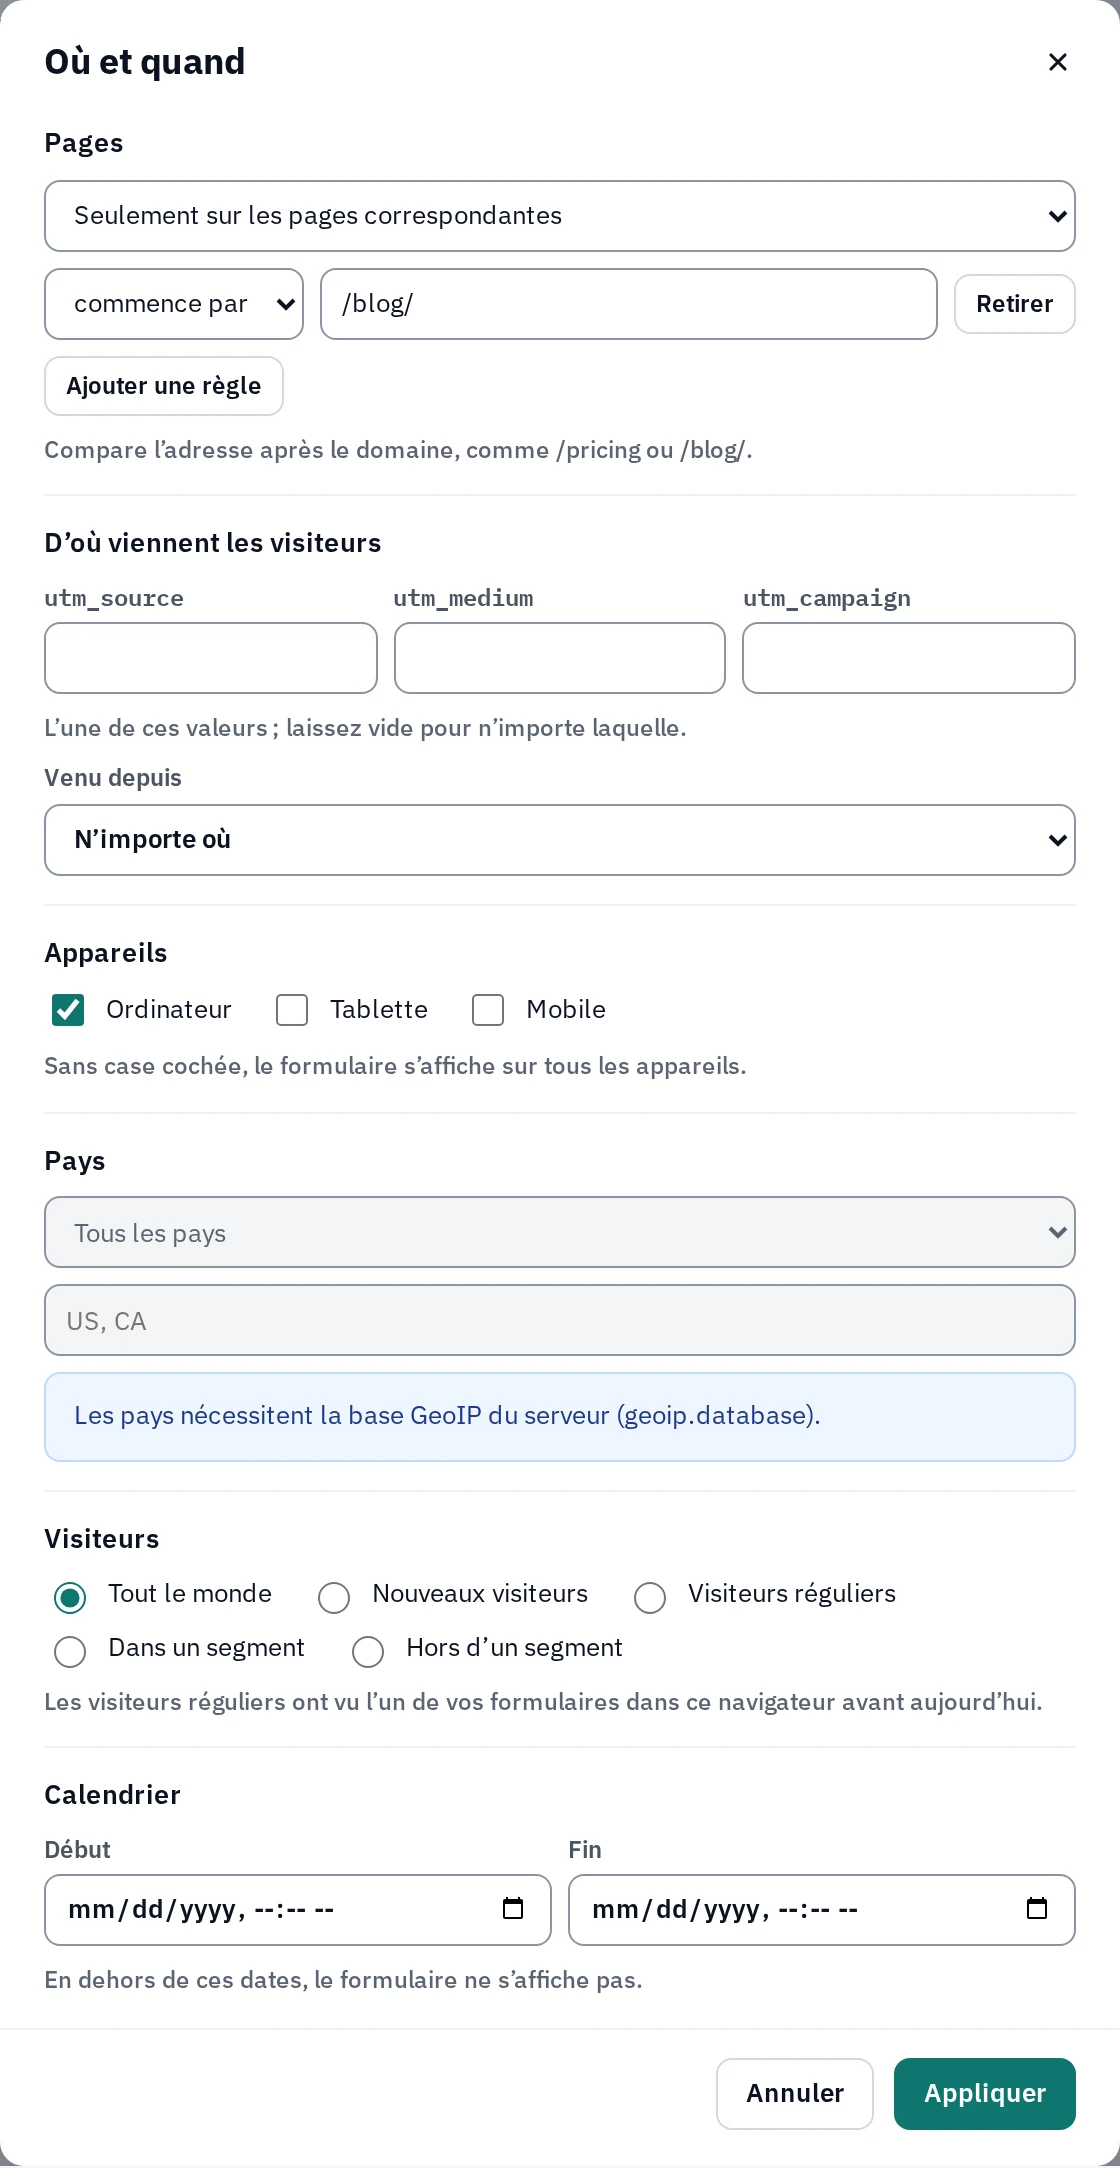 Où et quand
Pages
Seulement sur les pages correspondantes
commence par /blog/ Retirer
Ajouter une règle
Compare l’adresse après le domaine, comme /pricing ou /blog/.
D’où viennent les visiteurs
utm_source utm_medium utm_campaign
L’une de ces valeurs ; laissez vide pour n’importe laquelle.
Venu depuis
N’importe où
Appareils
Ordinateur Tablette Mobile
Sans case cochée, le formulaire s’affiche sur tous les appareils.
Pays
Tous les pays
US, CA
Les pays nécessitent la base GeoIP du serveur (geoip.database).
Visiteurs
Tout le monde Nouveaux visiteurs Visiteurs réguliers
Dans un segment Hors d’un segment
Les visiteurs réguliers ont vu l’un de vos formulaires dans ce navigateur avant aujourd’hui.
Calendrier
Début Fin
mm/dd/yyyy, --:-- -- mm/dd/yyyy, --:-- --
En dehors de ces dates, le formulaire ne s’affiche pas.
Annuler Appliquer